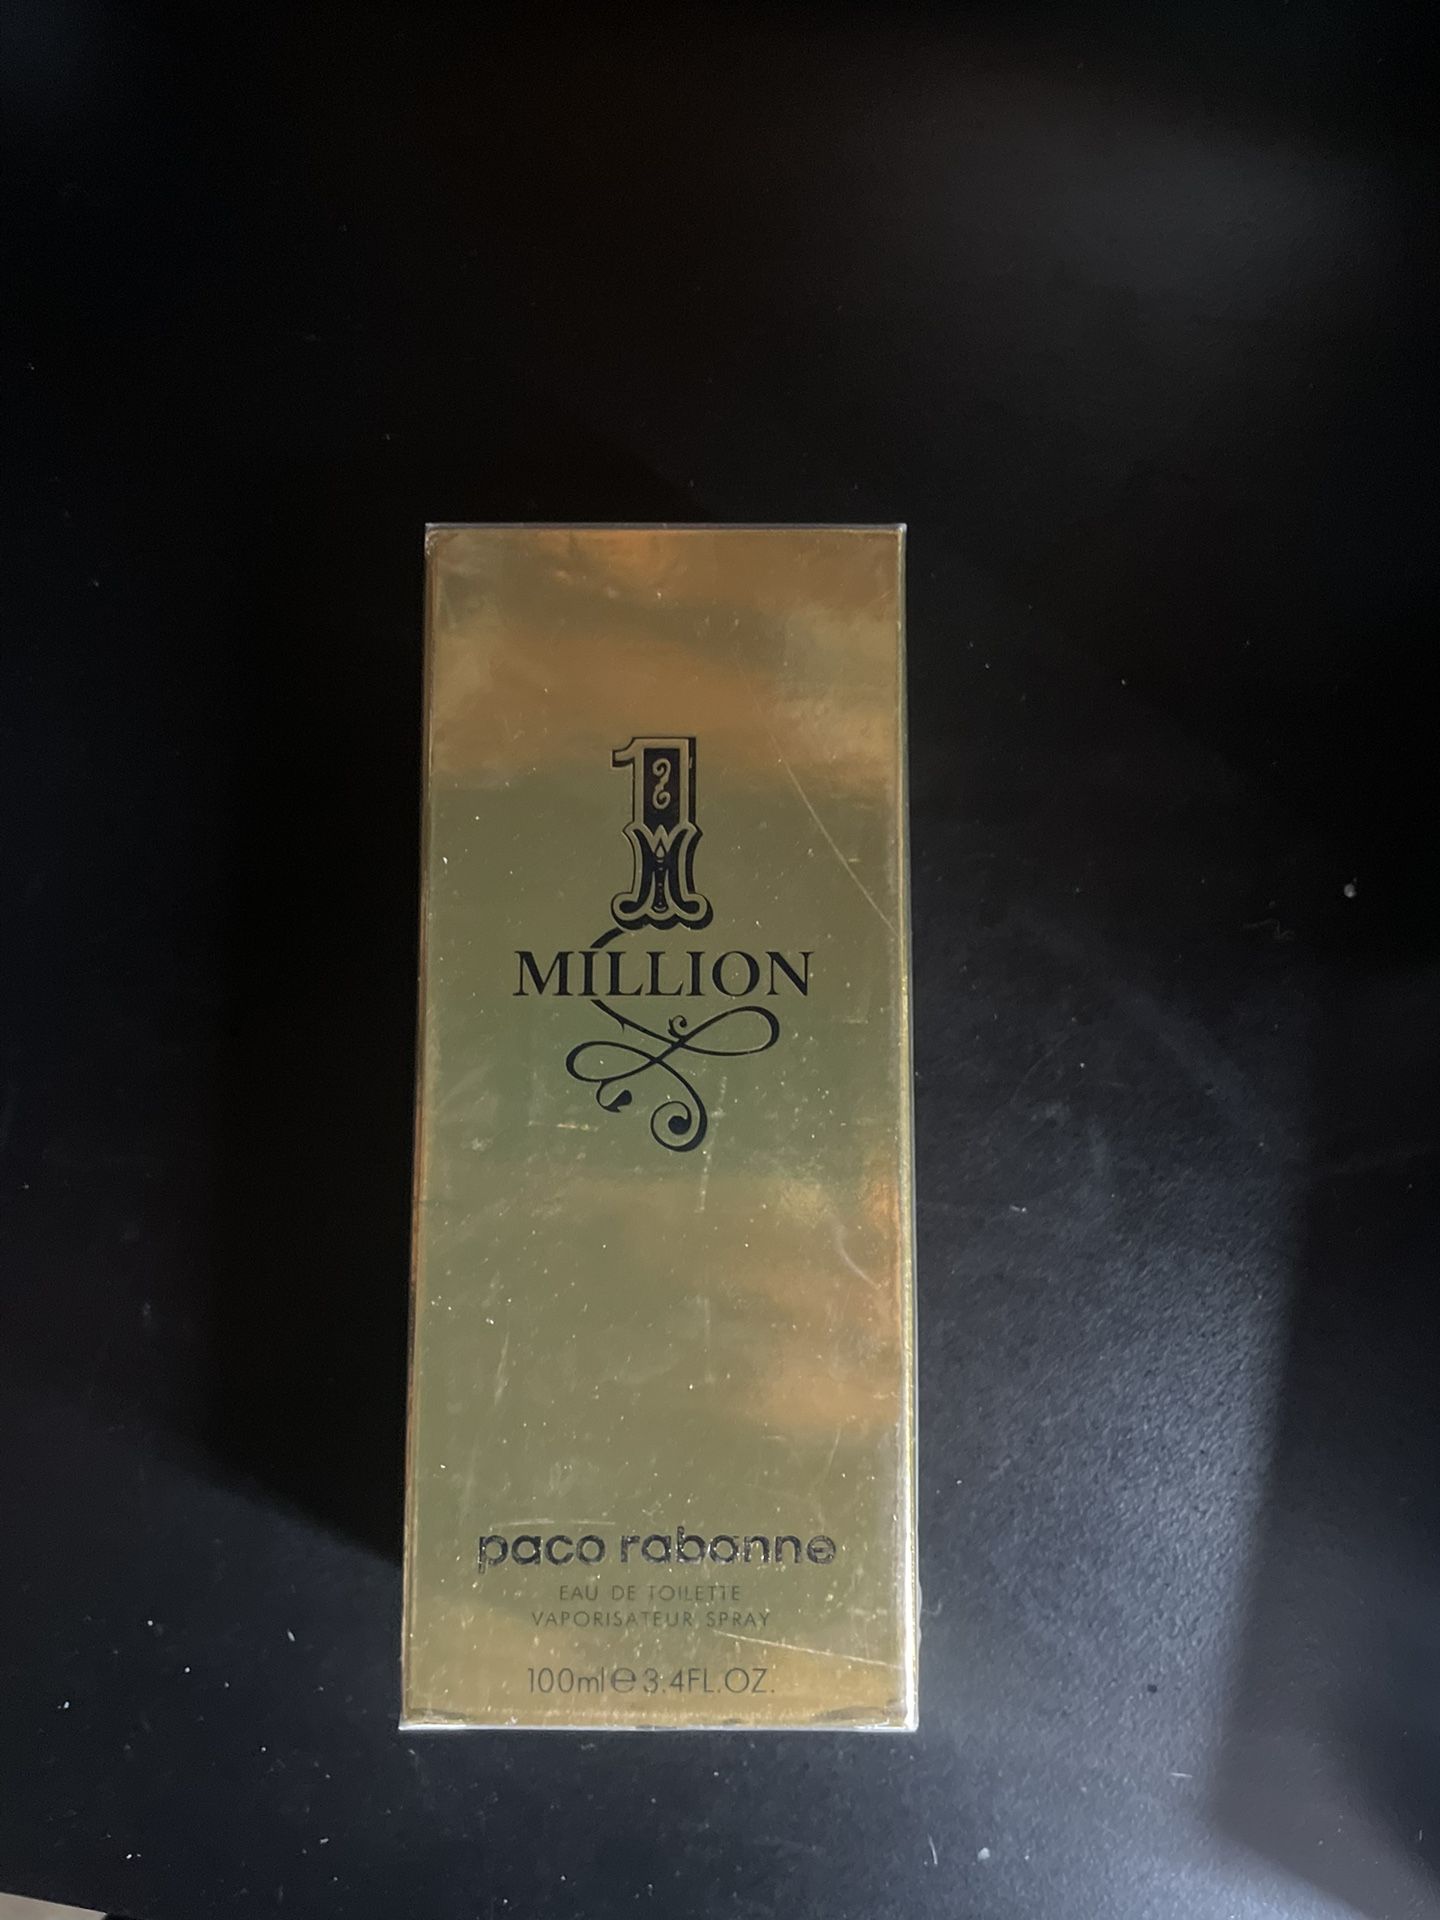 1
MILLION
paco rabanne
EAU DE TOILETTE
VAPORISATEUR SPRAY
100ml ℮ 3.4FL.OZ.